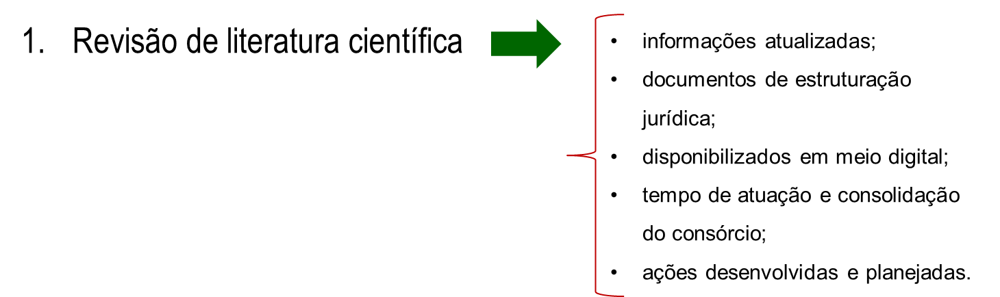 1. Revisão de literatura científica
• informações atualizadas;
• documentos de estruturação
jurídica;
• disponibilizados em meio digital;
• tempo de atuação e consolidação
do consórcio;
• ações desenvolvidas e planejadas.